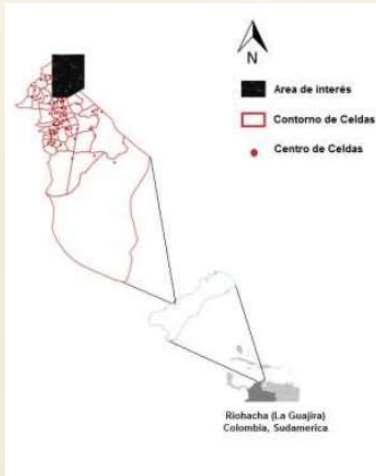 N
Area de interés
Contorno de Celdas
Centro de Celdas
Riohacha (La Guajira)
Colombia, Sudamerica